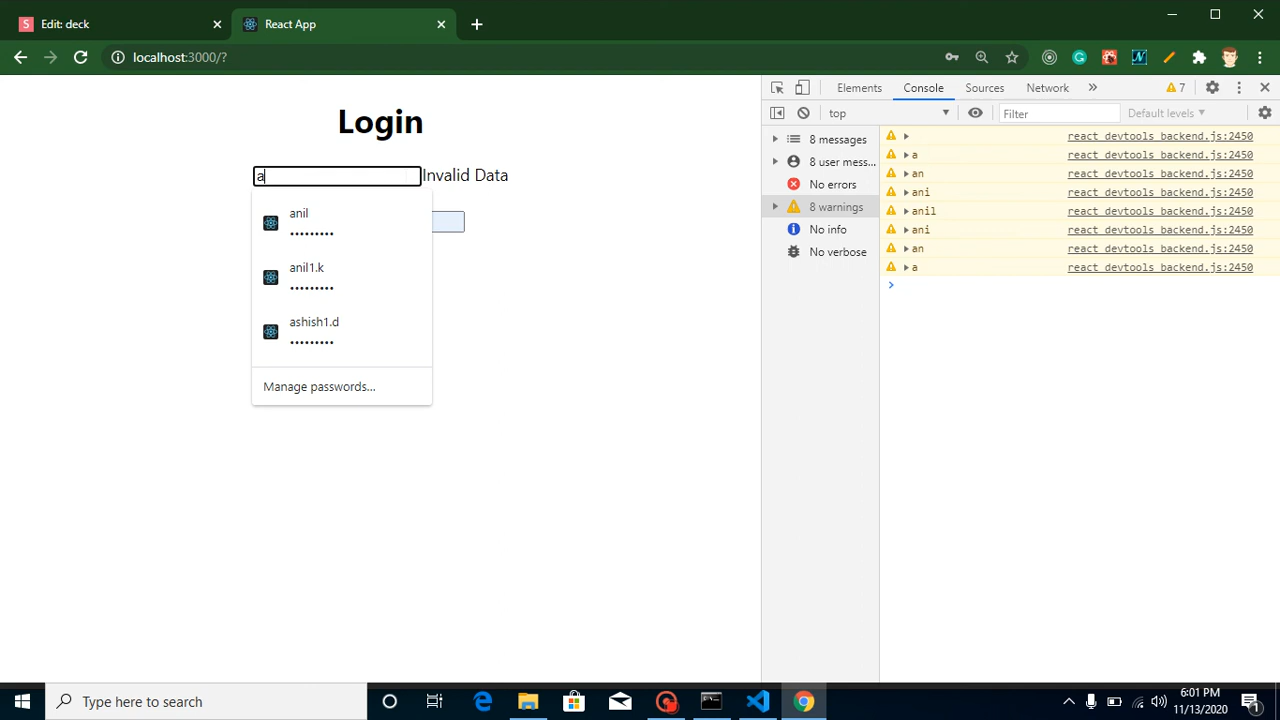 Edit: deck
React App
localhost:3000/?
Login
a
Invalid Data
anil
•••••••••
anil1.k
•••••••••
ashish1.d
•••••••••
Manage passwords...
Elements
Console
Sources
Network
»
7
top
Filter
Default levels
8 messages
8 user mess...
No errors
8 warnings
No info
No verbose
react_devtools_backend.js:2450
a react_devtools_backend.js:2450
an react_devtools_backend.js:2450
ani react_devtools_backend.js:2450
anil react_devtools_backend.js:2450
ani react_devtools_backend.js:2450
an react_devtools_backend.js:2450
a react_devtools_backend.js:2450
Type here to search
6:01 PM
11/13/2020
1